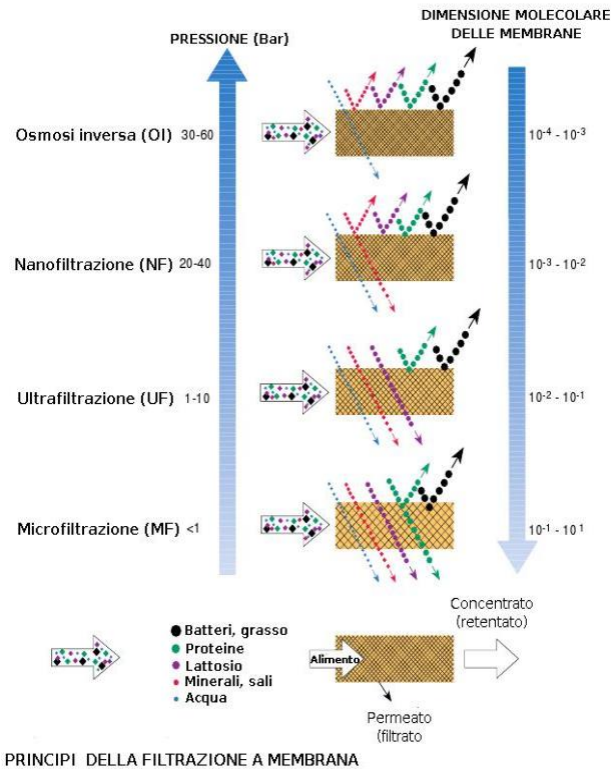 DIMENSIONE MOLECOLARE
DELLE MEMBRANE
PRESSIONE (Bar)
Osmosi inversa (OI) 30-60
10-4 - 10-3
Nanofiltrazione (NF) 20-40
10-3 - 10-2
Ultrafiltrazione (UF) 1-10
10-2 - 10-1
Microfiltrazione (MF) <1
10-1 - 101
Concentrato
(retentato)
Batteri, grasso
Proteine
Lattosio
Minerali, sali
Acqua
Alimento
Permeato
(filtrato
PRINCIPI DELLA FILTRAZIONE A MEMBRANA